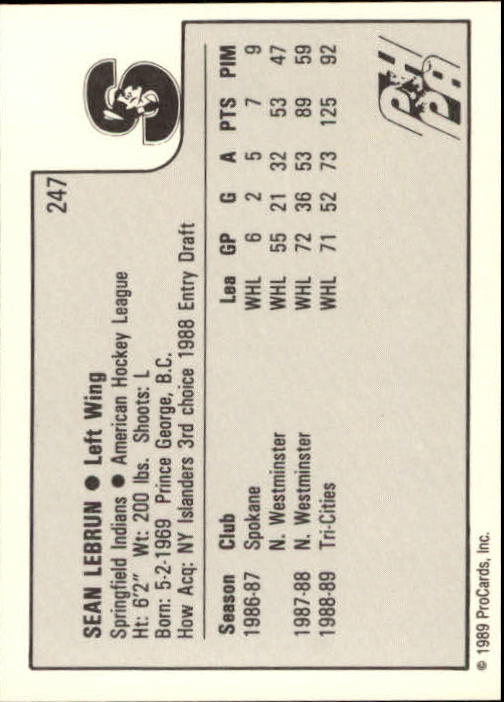 247
SEAN LEBRUN ● Left Wing
Springfield Indians ● American Hockey League
Ht: 6'2" Wt: 200 lbs. Shoots: L
Born: 5-2-1969 Prince George, B.C.
How Acq: NY Islanders 3rd choice 1988 Entry Draft
Season Club Lea GP G A PTS PIM
1986-87 Spokane WHL 6 2 5 7 9
N. Westminster WHL 55 21 32 53 47
1987-88 N. Westminster WHL 72 36 53 89 59
1988-89 Tri-Cities WHL 71 52 73 125 92
S
PHPA
© 1989 ProCards, Inc.